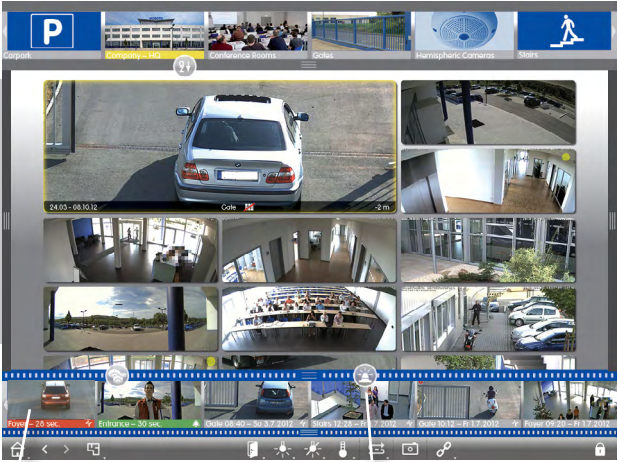 P
Carpark
Company – HQ
Conference Rooms
Gates
Hemispheric Cameras
Stairs
24.03 - 08.10.12
Gate
-2 m
Foyer – 28 sec.
Entrance – 30 sec.
Gate 08:40 – Sa 3.7.2012
Stairs 12:28 – Fr 1.7.2012
Gate 10:12 – Fr 1.7.2012
Foyer 09:20 – Fr 1.7.2012